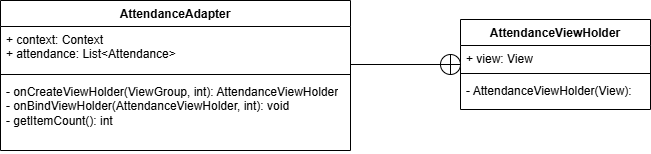 AttendanceAdapter
+ context: Context
+ attendance: List<Attendance>
- onCreateViewHolder(ViewGroup, int): AttendanceViewHolder
- onBindViewHolder(AttendanceViewHolder, int): void
- getItemCount(): int
AttendanceViewHolder
+ view: View
- AttendanceViewHolder(View):